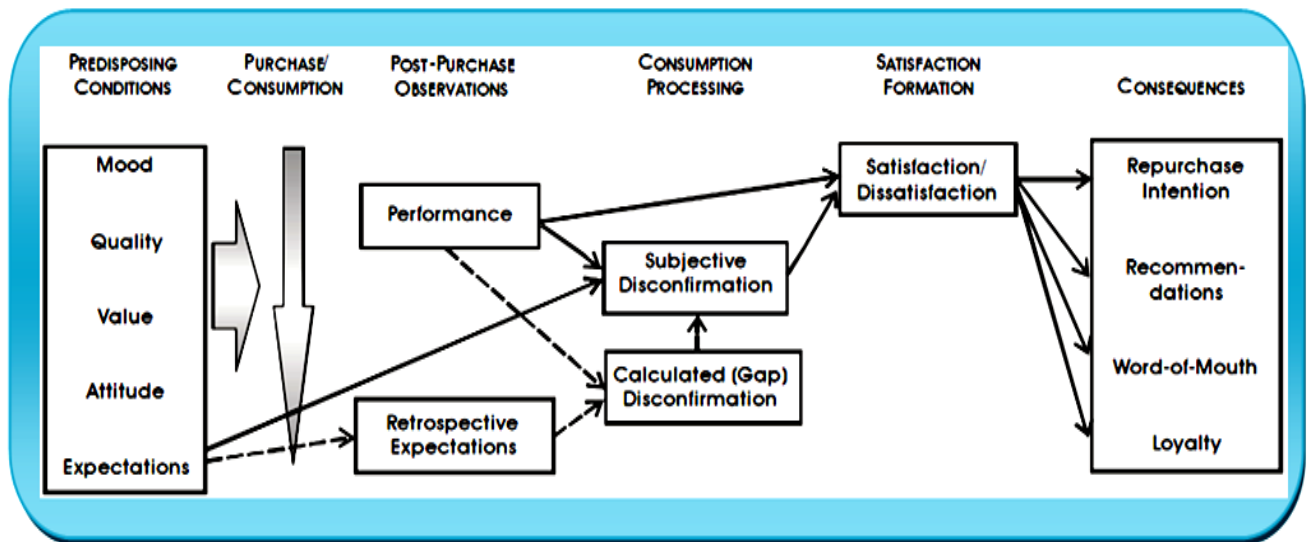 PREDISPOSING
CONDITIONS
PURCHASE/
CONSUMPTION
POST-PURCHASE
OBSERVATIONS
CONSUMPTION
PROCESSING
SATISFACTION
FORMATION
CONSEQUENCES
Mood
Quality
Value
Attitude
Expectations
Performance
Retrospective
Expectations
Subjective
Disconfirmation
Calculated (Gap)
Disconfirmation
Satisfaction/
Dissatisfaction
Repurchase
Intention
Recommen-
dations
Word-of-Mouth
Loyalty